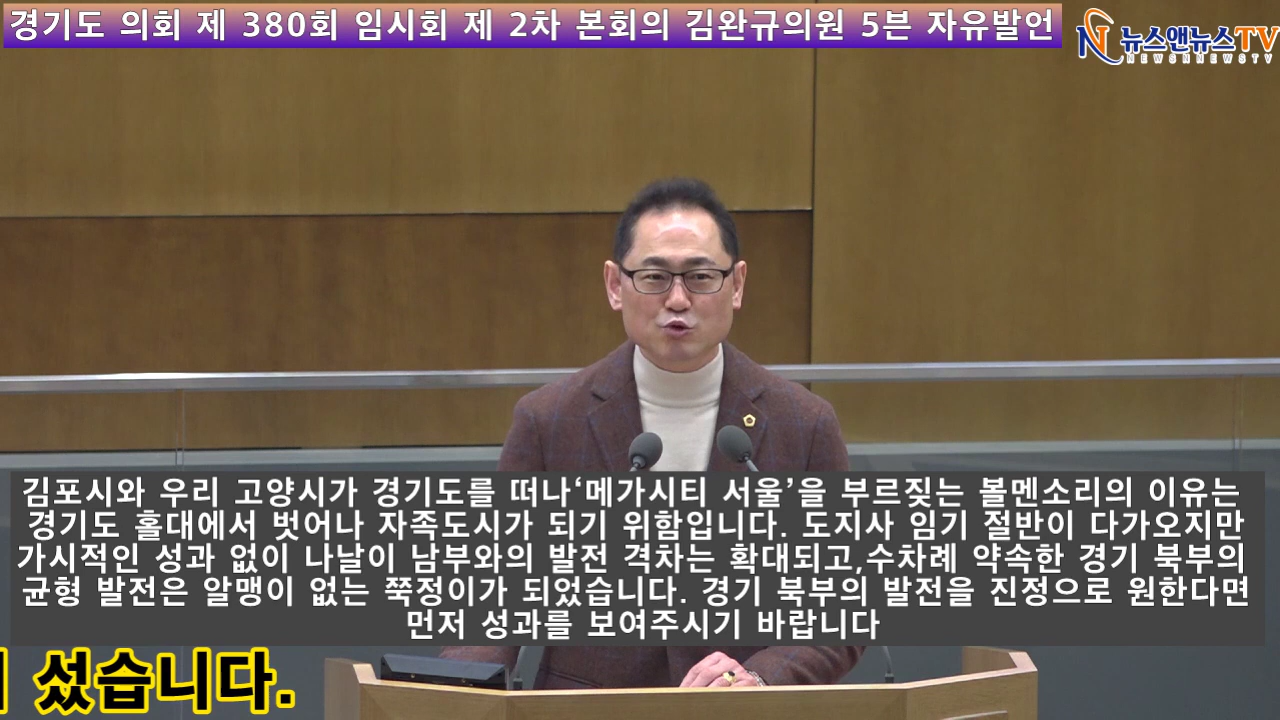 경기도 의회 제 380회 임시회 제 2차 본회의 김완규의원 5븐 자유발언
뉴스앤뉴스TV
NEWSNNEWSTV
김포시와 우리 고양시가 경기도를 떠나‘메가시티 서울’을 부르짖는 볼멘소리의 이유는
경기도 홀대에서 벗어나 자족도시가 되기 위함입니다. 도지사 임기 절반이 다가오지만
가시적인 성과 없이 나날이 남부와의 발전 격차는 확대되고,수차례 약속한 경기 북부의
균형 발전은 알맹이 없는 쭉정이가 되었습니다. 경기 북부의 발전을 진정으로 원한다면
먼저 성과를 보여주시기 바랍니다
섰습니다.